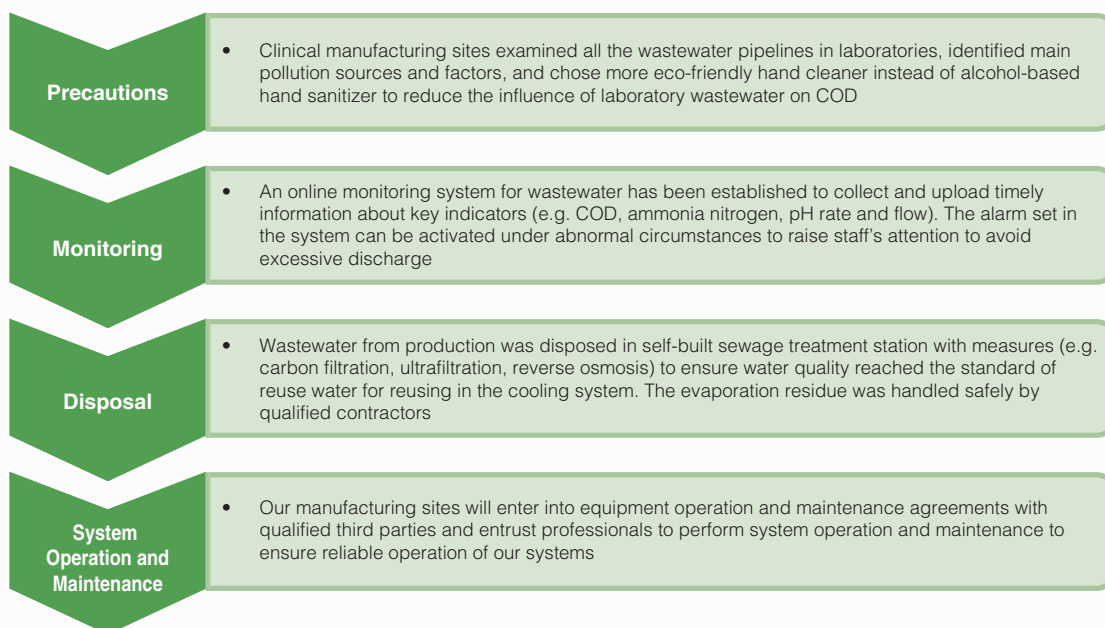 Precautions
• Clinical manufacturing sites examined all the wastewater pipelines in laboratories, identified main
pollution sources and factors, and chose more eco-friendly hand cleaner instead of alcohol-based
hand sanitizer to reduce the influence of laboratory wastewater on COD
Monitoring
• An online monitoring system for wastewater has been established to collect and upload timely
information about key indicators (e.g. COD, ammonia nitrogen, pH rate and flow). The alarm set in
the system can be activated under abnormal circumstances to raise staff's attention to avoid
excessive discharge
Disposal
• Wastewater from production was disposed in self-built sewage treatment station with measures (e.g.
carbon filtration, ultrafiltration, reverse osmosis) to ensure water quality reached the standard of
reuse water for reusing in the cooling system. The evaporation residue was handled safely by
qualified contractors
System
Operation and
Maintenance
• Our manufacturing sites will enter into equipment operation and maintenance agreements with
qualified third parties and entrust professionals to perform system operation and maintenance to
ensure reliable operation of our systems